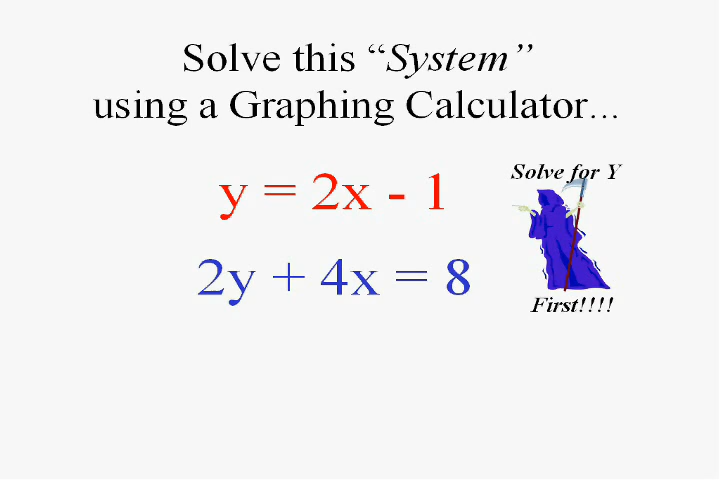 Solve this “System”
using a Graphing Calculator...
y = 2x - 1
2y + 4x = 8
Solve for Y
First!!!!